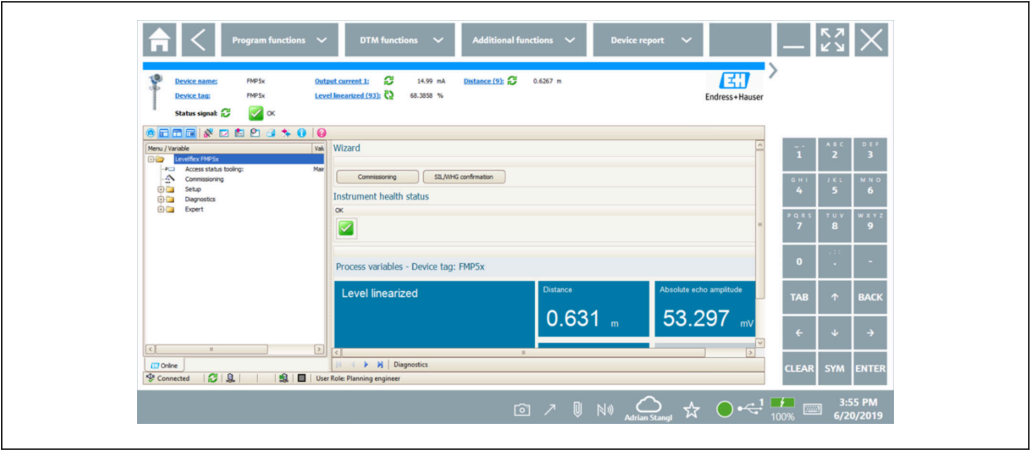 Program functions
DTM functions
Additional functions
Device report
Device name: FMP5x Output current 1: 14.99 mA Distance (9): 0.6267 m
Device tag: FMP5x Level linearized (93): 68.3858 %
Status signal: OK
EH
Endress+Hauser
Menu / Variable Val
Levelflex FMP5x
Access status tooling: Mai
Commissioning
Setup
Diagnostics
Expert
Wizard
Commissioning SIL/WHG confirmation
Instrument health status
OK
Process variables - Device tag: FMP5x
Level linearized
Distance
0.631 m
Absolute echo amplitude
53.297 mV
Online
Diagnostics
Connected
User Role: Planning engineer
1
ABC
2
DEF
3
GHI
4
JKL
5
MNO
6
PQRS
7
TUV
8
WXYZ
9
0
.
-
TAB ↑ BACK
← ↓ →
CLEAR SYM ENTER
Adrian Stangl
1
100%
3:55 PM
6/20/2019